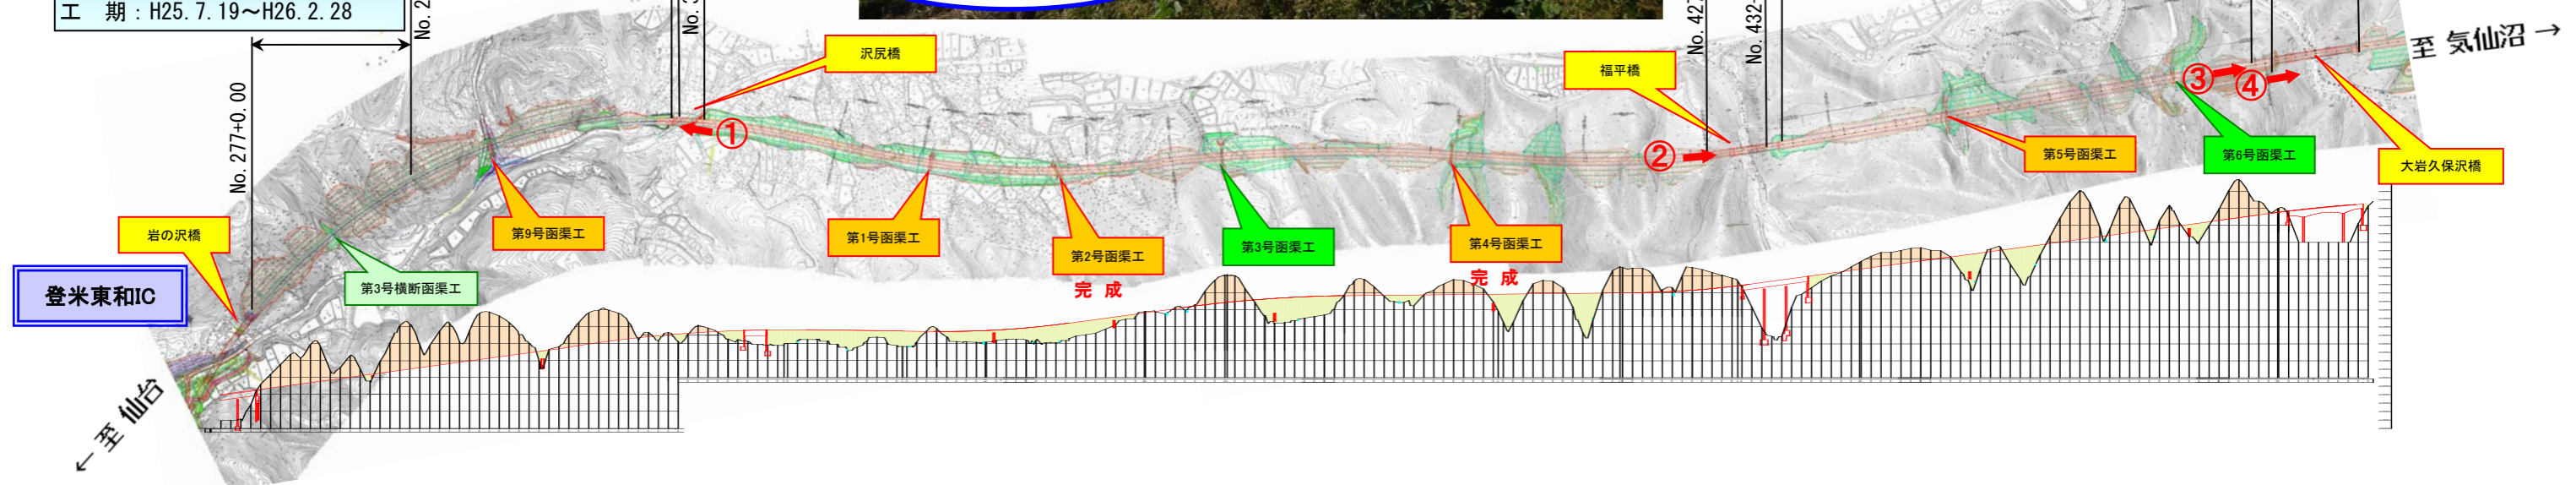 工　期：H25.7.19～H26.2.28
No. 277+0.00
No. 2
No. 3
No. 427
No. 432-
至 気仙沼 →
沢尻橋
福平橋
①
②
③
④
第5号函渠工
第6号函渠工
大岩久保沢橋
岩の沢橋
第9号函渠工
第1号函渠工
第2号函渠工
完 成
第3号函渠工
第4号函渠工
完 成
第3号横断函渠工
登米東和IC
← 至 仙台